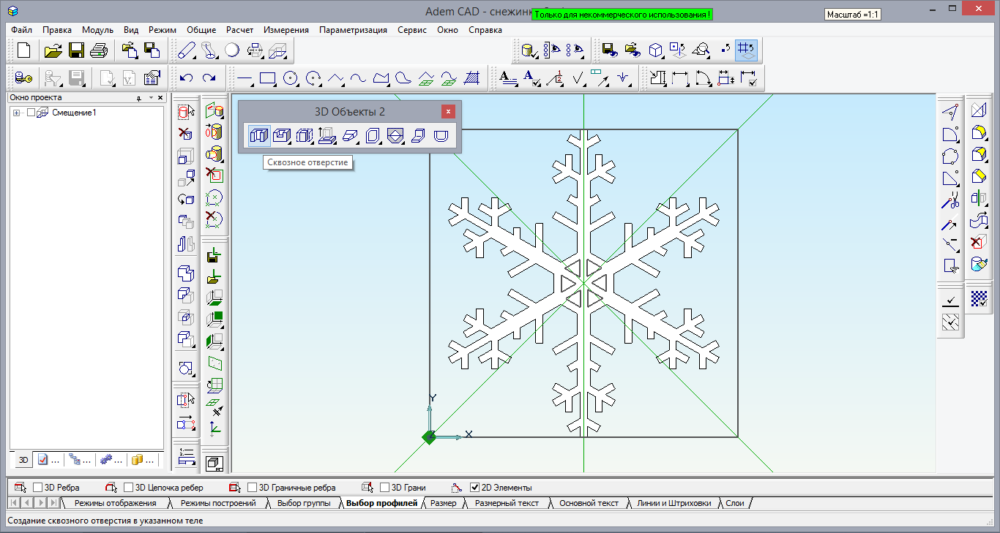 Adem CAD - снежинк
Только для некоммерческого использования !
Масштаб =1:1
Файл Правка Модуль Вид Режим Общие Расчет Измерения Параметризация Сервис Окно Справка
Окно проекта
Смещение1
3D Объекты 2
Сквозное отверстие
Y
X
3D ... ... ... ...
3D Ребра 3D Цепочка ребер 3D Граничные ребра 3D Грани 2D Элементы
Режимы отображения Режимы построений Выбор группы Выбор профилей Размер Размерный текст Основной текст Линии и Штриховки Слои
Создание сквозного отверстия в указанном теле